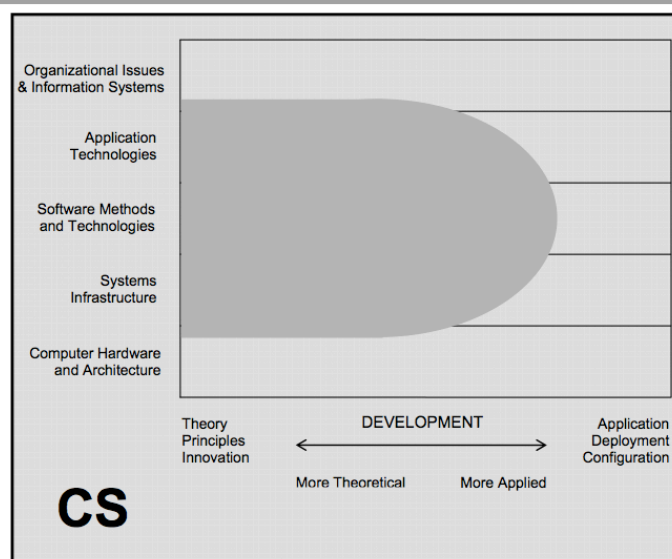 Organizational Issues
& Information Systems
Application
Technologies
Software Methods
and Technologies
Systems
Infrastructure
Computer Hardware
and Architecture
Theory
Principles
Innovation
DEVELOPMENT
Application
Deployment
Configuration
More Theoretical
More Applied
CS